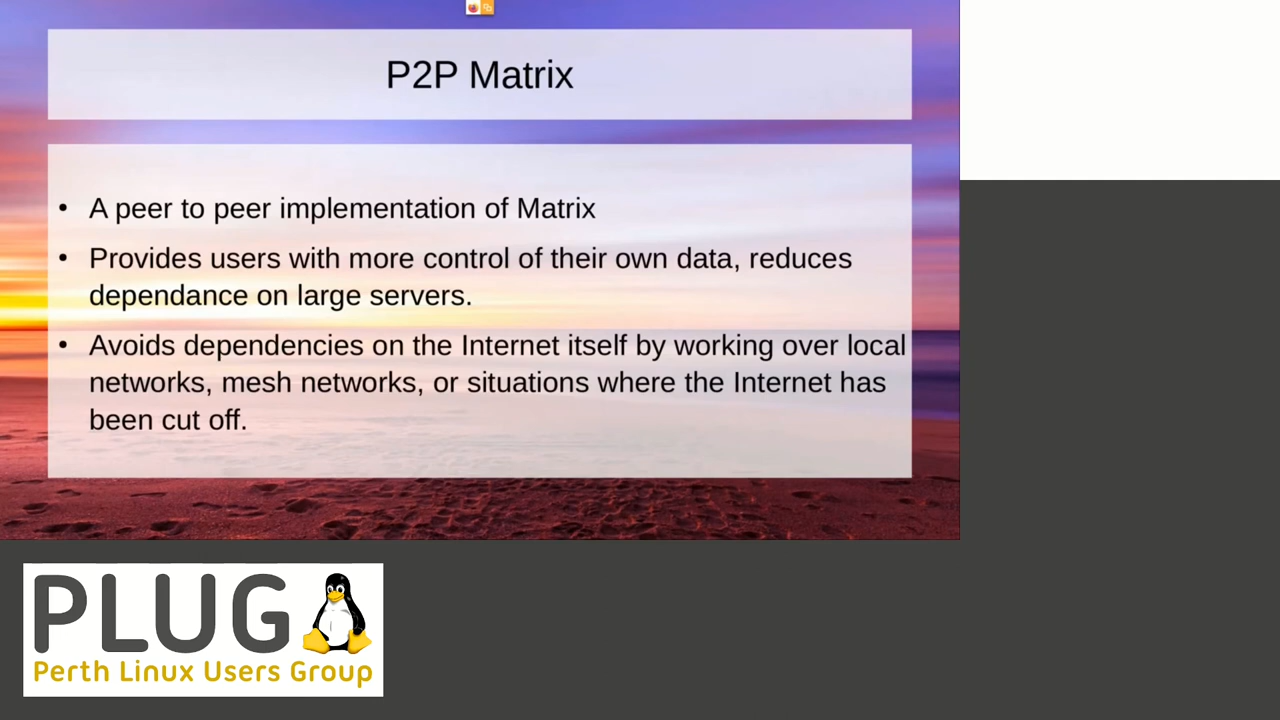 P2P Matrix
• A peer to peer implementation of Matrix
• Provides users with more control of their own data, reduces
dependance on large servers.
• Avoids dependencies on the Internet itself by working over local
networks, mesh networks, or situations where the Internet has
been cut off.
PLUG
Perth Linux Users Group